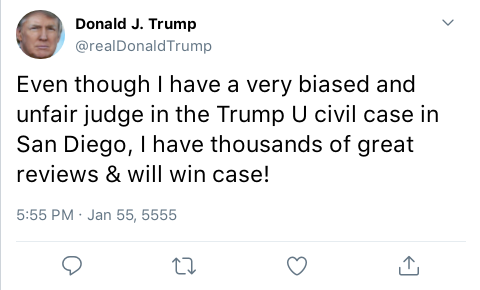 Donald J. Trump
@realDonaldTrump
Even though I have a very biased and
unfair judge in the Trump U civil case in
San Diego, I have thousands of great
reviews & will win case!
5:55 PM · Jan 55, 5555